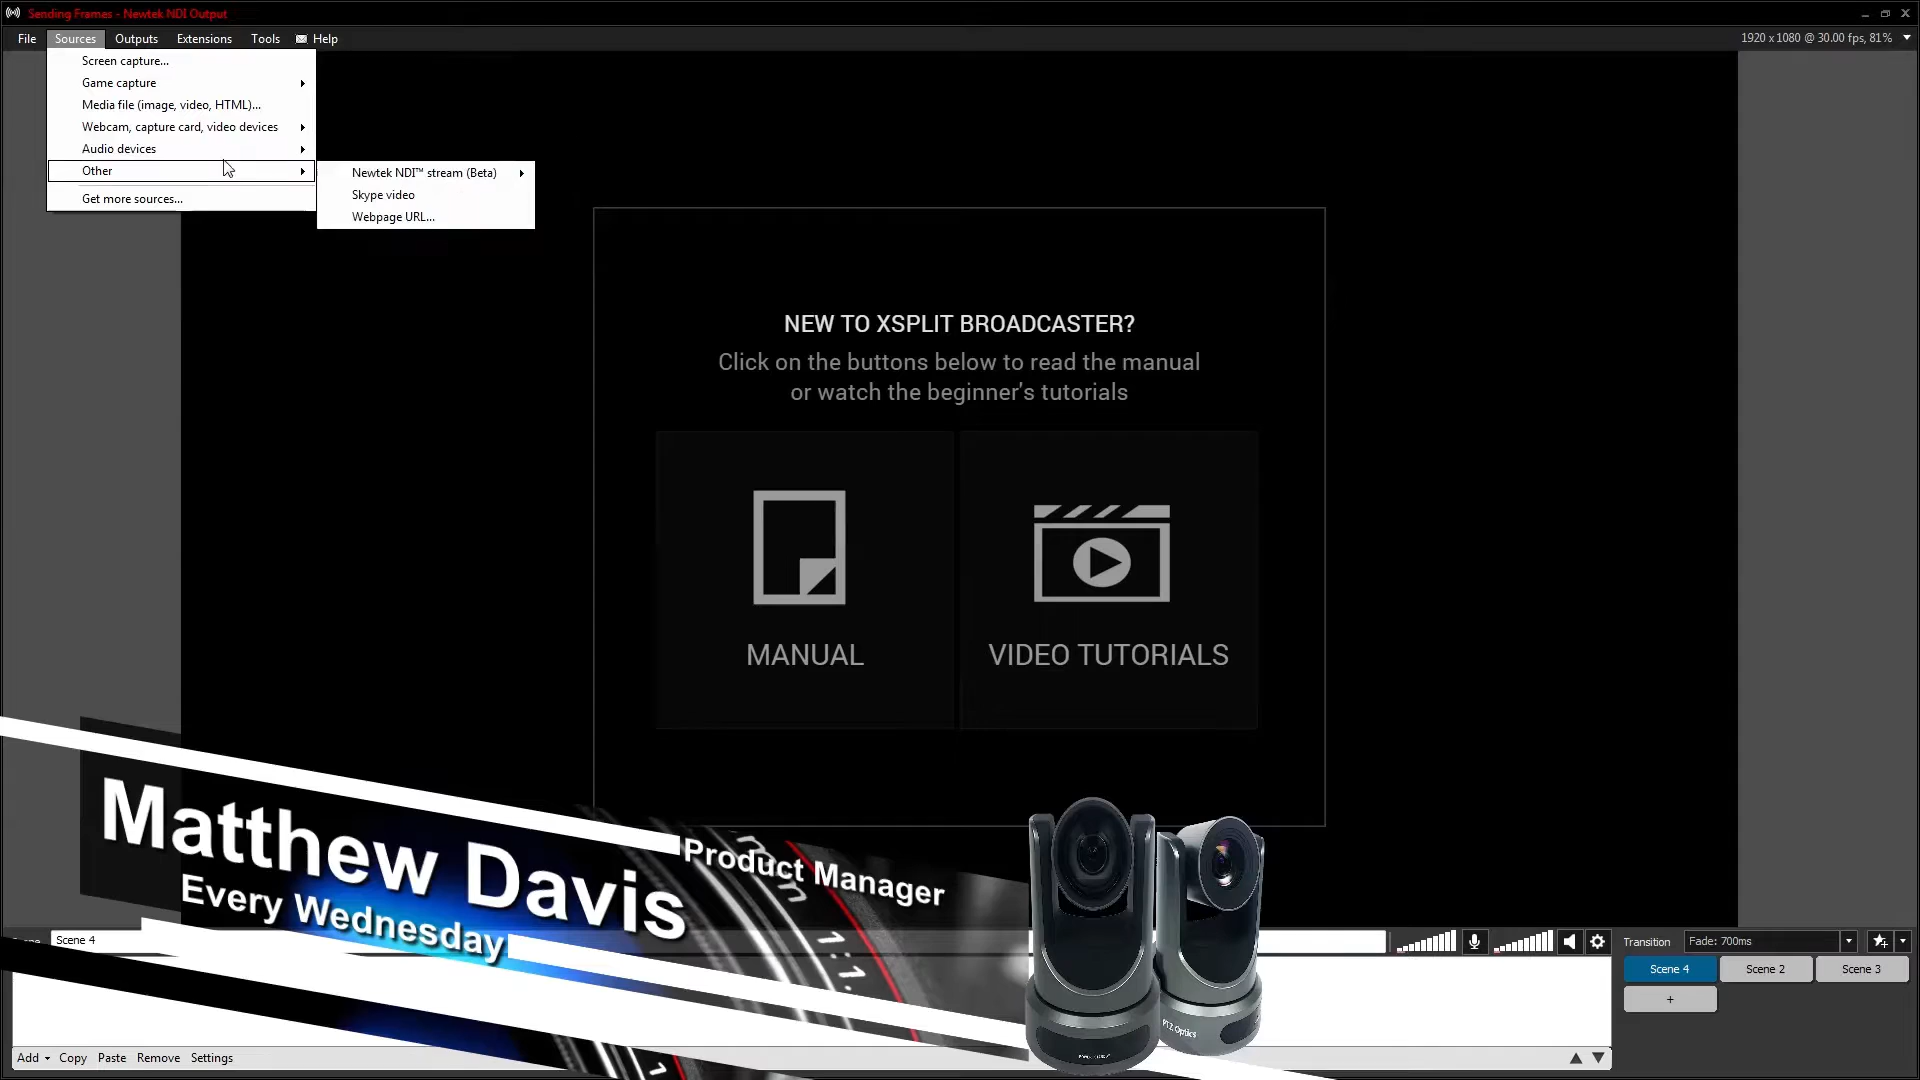 Sending Frames - Newtek NDI Output
File Sources Outputs Extensions Tools Help
1920 x 1080 @ 30.00 fps, 81%
Screen capture...
Game capture
Media file (image, video, HTML)...
Webcam, capture card, video devices
Audio devices
Other
Get more sources...
Newtek NDI™ stream (Beta)
Skype video
Webpage URL...
NEW TO XSPLIT BROADCASTER?
Click on the buttons below to read the manual
or watch the beginner's tutorials
MANUAL
VIDEO TUTORIALS
Matthew Davis
Product Manager
Every Wednesday
PTZ Optics
Scene 4
Transition Fade: 700ms
Scene 4 Scene 2 Scene 3
+
Add Copy Paste Remove Settings